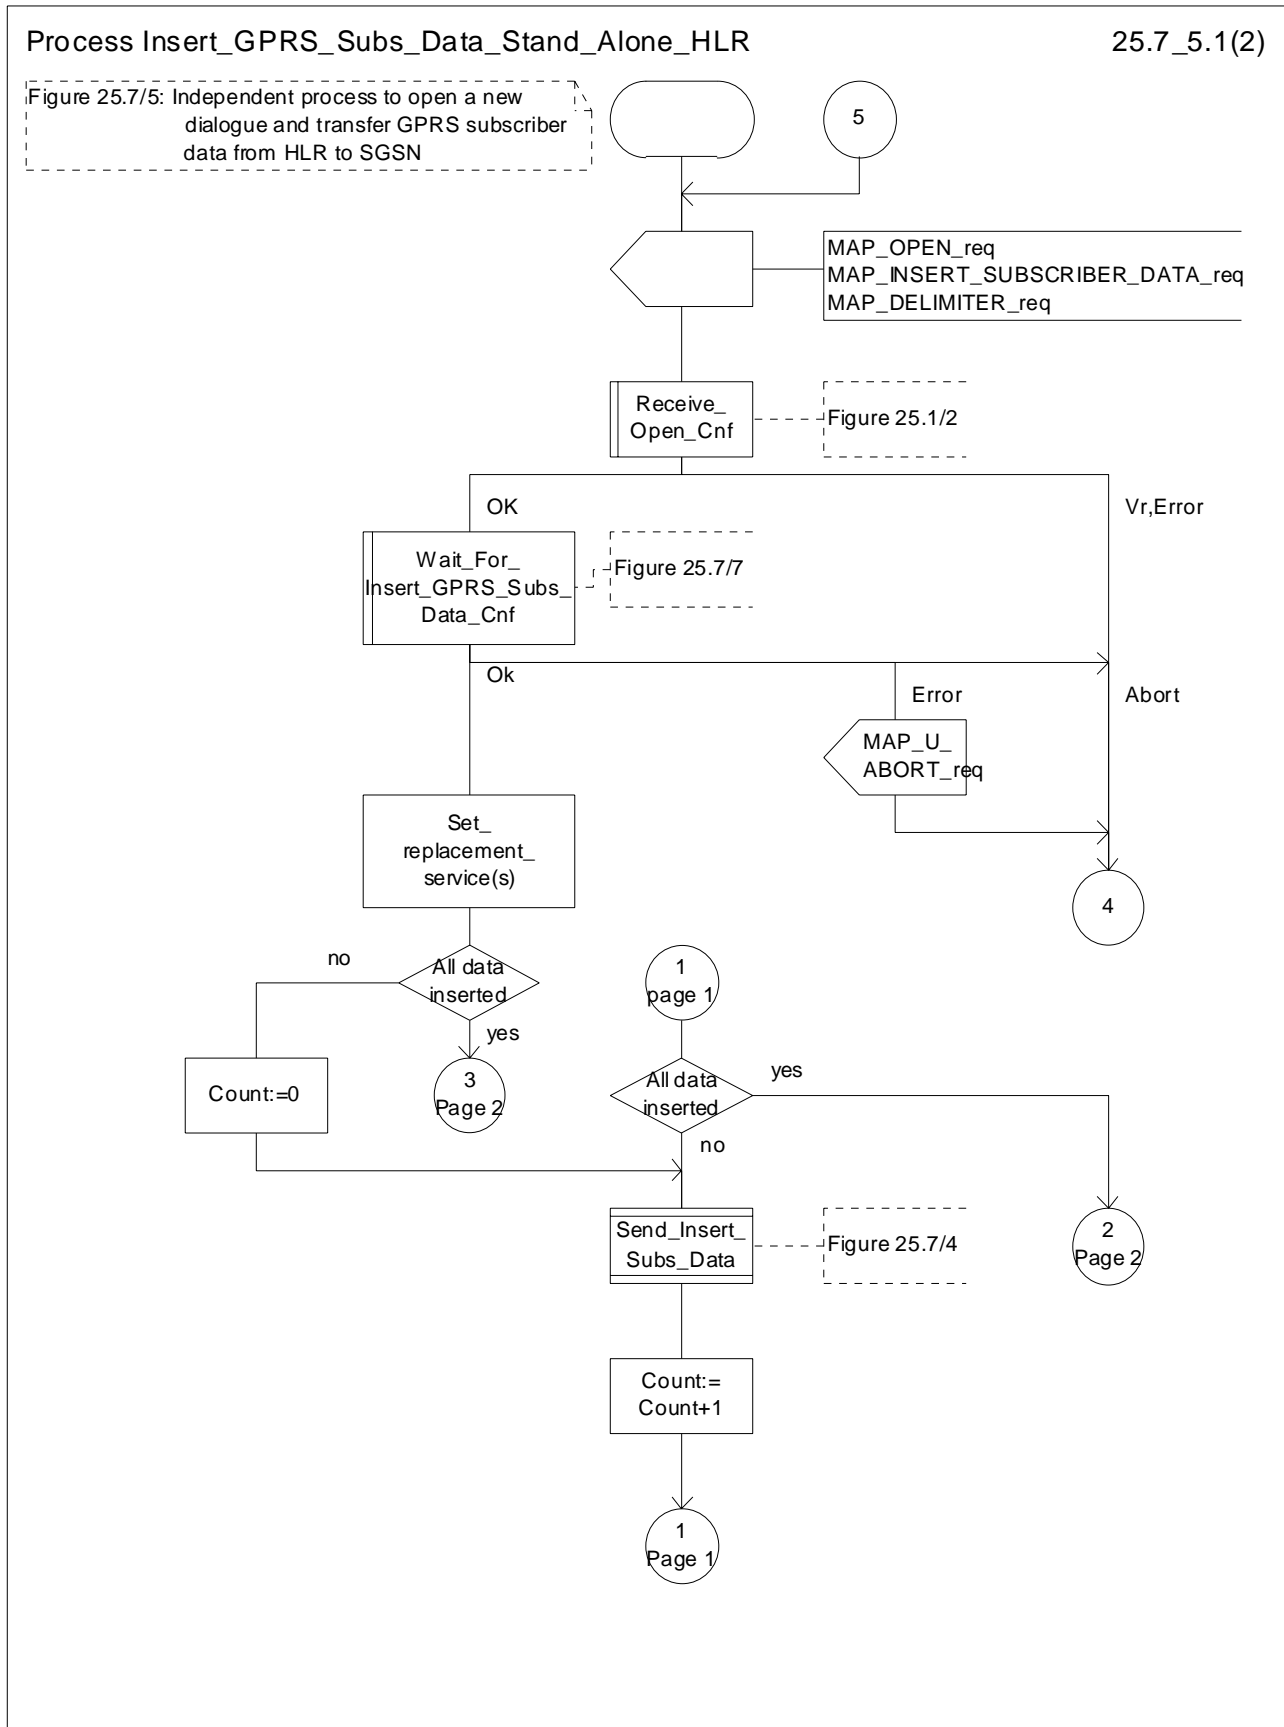 Process Insert_GPRS_Subs_Data_Stand_Alone_HLR
25.7_5.1(2)
Figure 25.7/5: Independent process to open a new
dialogue and transfer GPRS subscriber
data from HLR to SGSN
5
MAP_OPEN_req
MAP_INSERT_SUBSCRIBER_DATA_req
MAP_DELIMITER_req
Receive_
Open_Cnf
Figure 25.1/2
OK
Vr,Error
Wait_For_
Insert_GPRS_Subs_
Data_Cnf
Figure 25.7/7
Ok
Error
Abort
MAP_U_
ABORT_req
Set_
replacement_
service(s)
4
no
All data
inserted
1
page 1
yes
Count:=0
3
Page 2
All data
inserted
yes
no
Send_Insert_
Subs_Data
Figure 25.7/4
2
Page 2
Count:=
Count+1
1
Page 1